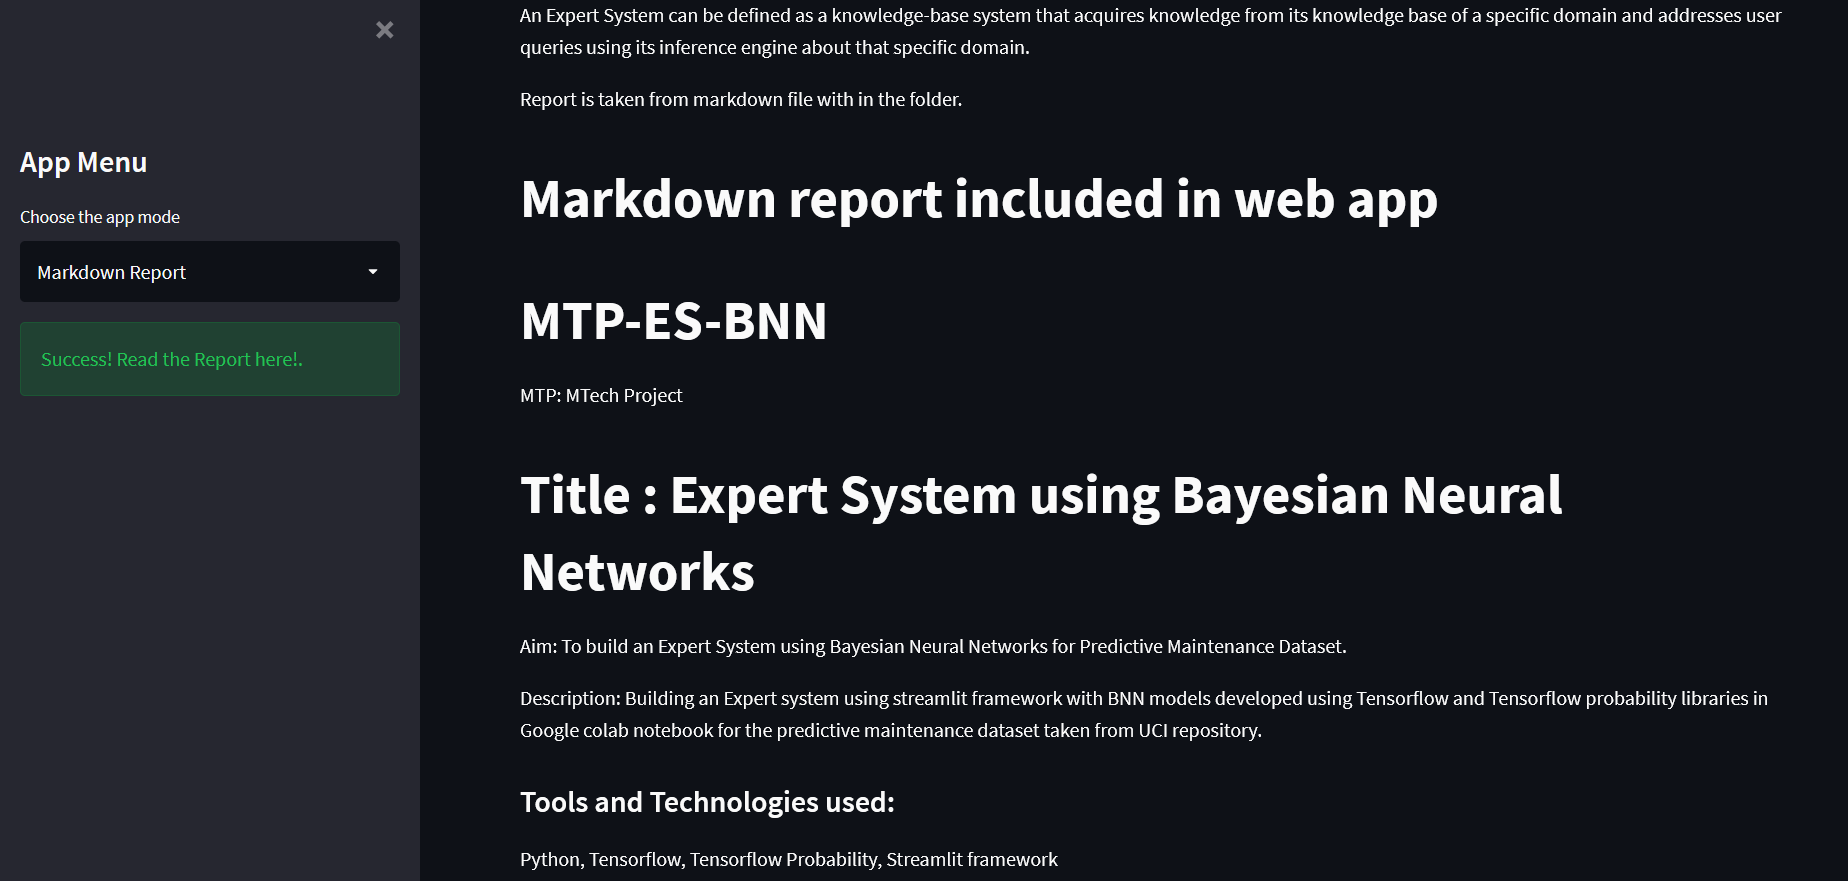 App Menu
Choose the app mode
Markdown Report
Success! Read the Report here!.
An Expert System can be defined as a knowledge-base system that acquires knowledge from its knowledge base of a specific domain and addresses user
queries using its inference engine about that specific domain.
Report is taken from markdown file with in the folder.
Markdown report included in web app
MTP-ES-BNN
MTP: MTech Project
Title : Expert System using Bayesian Neural
Networks
Aim: To build an Expert System using Bayesian Neural Networks for Predictive Maintenance Dataset.
Description: Building an Expert system using streamlit framework with BNN models developed using Tensorflow and Tensorflow probability libraries in
Google colab notebook for the predictive maintenance dataset taken from UCI repository.
Tools and Technologies used:
Python, Tensorflow, Tensorflow Probability, Streamlit framework